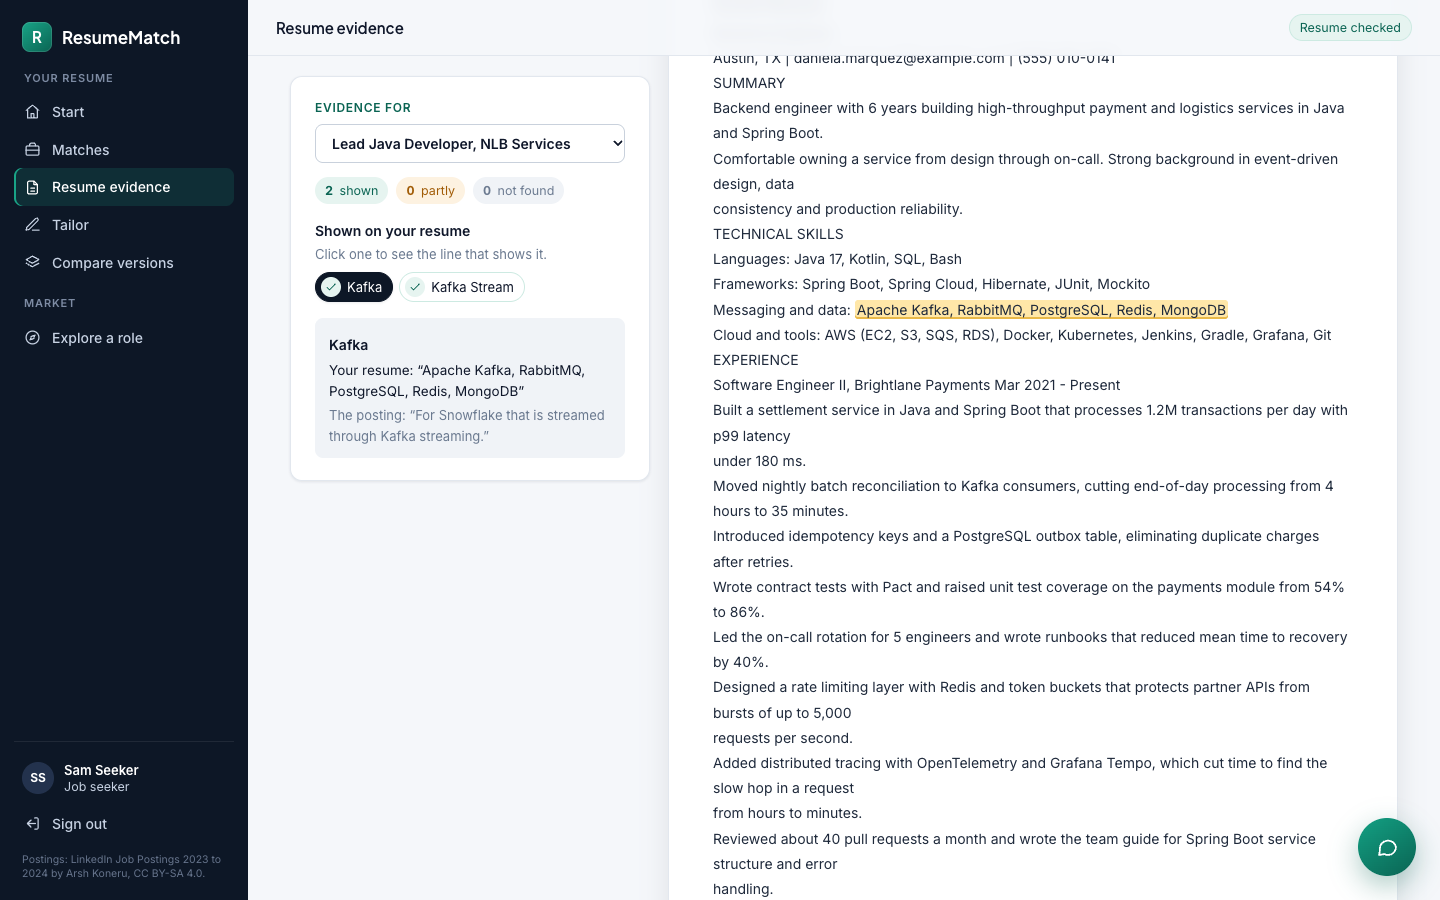 R ResumeMatch
YOUR RESUME
Start
Matches
Resume evidence
Tailor
Compare versions
MARKET
Explore a role
SS
Sam Seeker
Job seeker
Sign out
Postings: LinkedIn Job Postings 2023 to
2024 by Arsh Koneru, CC BY-SA 4.0.
Resume evidence
Resume checked
EVIDENCE FOR
Lead Java Developer, NLB Services
2 shown
0 partly
0 not found
Shown on your resume
Click one to see the line that shows it.
Kafka
Kafka Stream
Kafka
Your resume: “Apache Kafka, RabbitMQ,
PostgreSQL, Redis, MongoDB”
The posting: “For Snowflake that is streamed
through Kafka streaming.”
Austin, TX | daniela.marquez@example.com | (555) 010-0141
SUMMARY
Backend engineer with 6 years building high-throughput payment and logistics services in Java
and Spring Boot.
Comfortable owning a service from design through on-call. Strong background in event-driven
design, data
consistency and production reliability.
TECHNICAL SKILLS
Languages: Java 17, Kotlin, SQL, Bash
Frameworks: Spring Boot, Spring Cloud, Hibernate, JUnit, Mockito
Messaging and data: Apache Kafka, RabbitMQ, PostgreSQL, Redis, MongoDB
Cloud and tools: AWS (EC2, S3, SQS, RDS), Docker, Kubernetes, Jenkins, Gradle, Grafana, Git
EXPERIENCE
Software Engineer II, Brightlane Payments Mar 2021 - Present
Built a settlement service in Java and Spring Boot that processes 1.2M transactions per day with
p99 latency
under 180 ms.
Moved nightly batch reconciliation to Kafka consumers, cutting end-of-day processing from 4
hours to 35 minutes.
Introduced idempotency keys and a PostgreSQL outbox table, eliminating duplicate charges
after retries.
Wrote contract tests with Pact and raised unit test coverage on the payments module from 54%
to 86%.
Led the on-call rotation for 5 engineers and wrote runbooks that reduced mean time to recovery
by 40%.
Designed a rate limiting layer with Redis and token buckets that protects partner APIs from
bursts of up to 5,000
requests per second.
Added distributed tracing with OpenTelemetry and Grafana Tempo, which cut time to find the
slow hop in a request
from hours to minutes.
Reviewed about 40 pull requests a month and wrote the team guide for Spring Boot service
structure and error
handling.